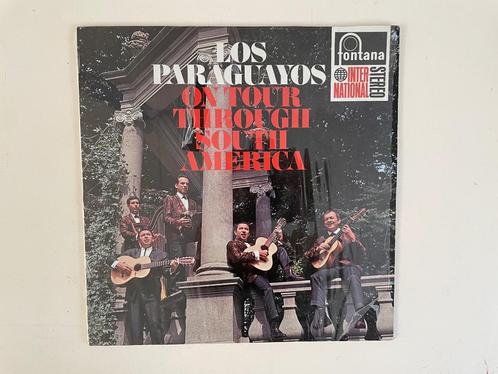 LOS
PARAGUAYOS
ON TOUR
THROUGH
SOUTH
AMERICA
fontana
INTER
NATIONAL
STEREO